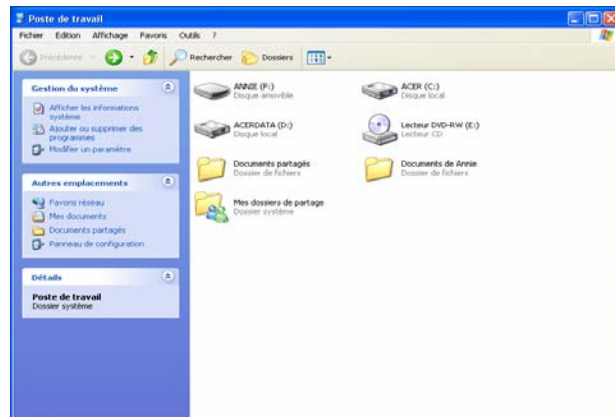 Poste de travail
Fichier Edition Affichage Favoris Outils ?
Précédente Rechercher Dossiers
Gestion du système
Afficher les informations
système
Ajouter ou supprimer des
programmes
Modifier un paramètre
Autres emplacements
Favoris réseau
Mes documents
Documents partagés
Panneau de configuration
Détails
Poste de travail
Dossier système
ANNIE (F:)
Disque amovible
ACER (C:)
Disque local
ACERDATA (D:)
Disque local
Lecteur DVD-RW (E:)
Lecteur CD
Documents partagés
Dossier de fichiers
Documents de Annie
Dossier de fichiers
Mes dossiers de partage
Dossier système